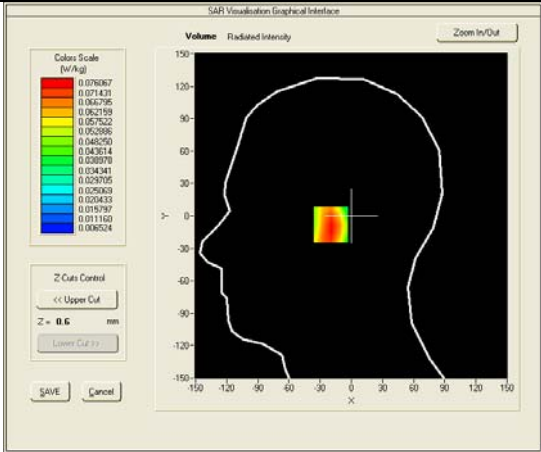 SAR Visualisation Graphical Interface
Volume Radiated Intensity
Zoom In/Out
Colors Scale
(W/kg)
0.076067
0.071431
0.066795
0.062159
0.057522
0.052886
0.048250
0.043614
0.038978
0.034341
0.029705
0.025069
0.020433
0.015797
0.011160
0.006524
Z-Cuts Control
<< Upper Cut
Z = 0.6 mm
Lower Cut >>
SAVE Cancel
150-
120-
90-
60-
30-
0-
-30-
-60-
-90-
-120-
-150-
Y
-150 -120 -90 -60 -30 0 30 60 90 120 150
X